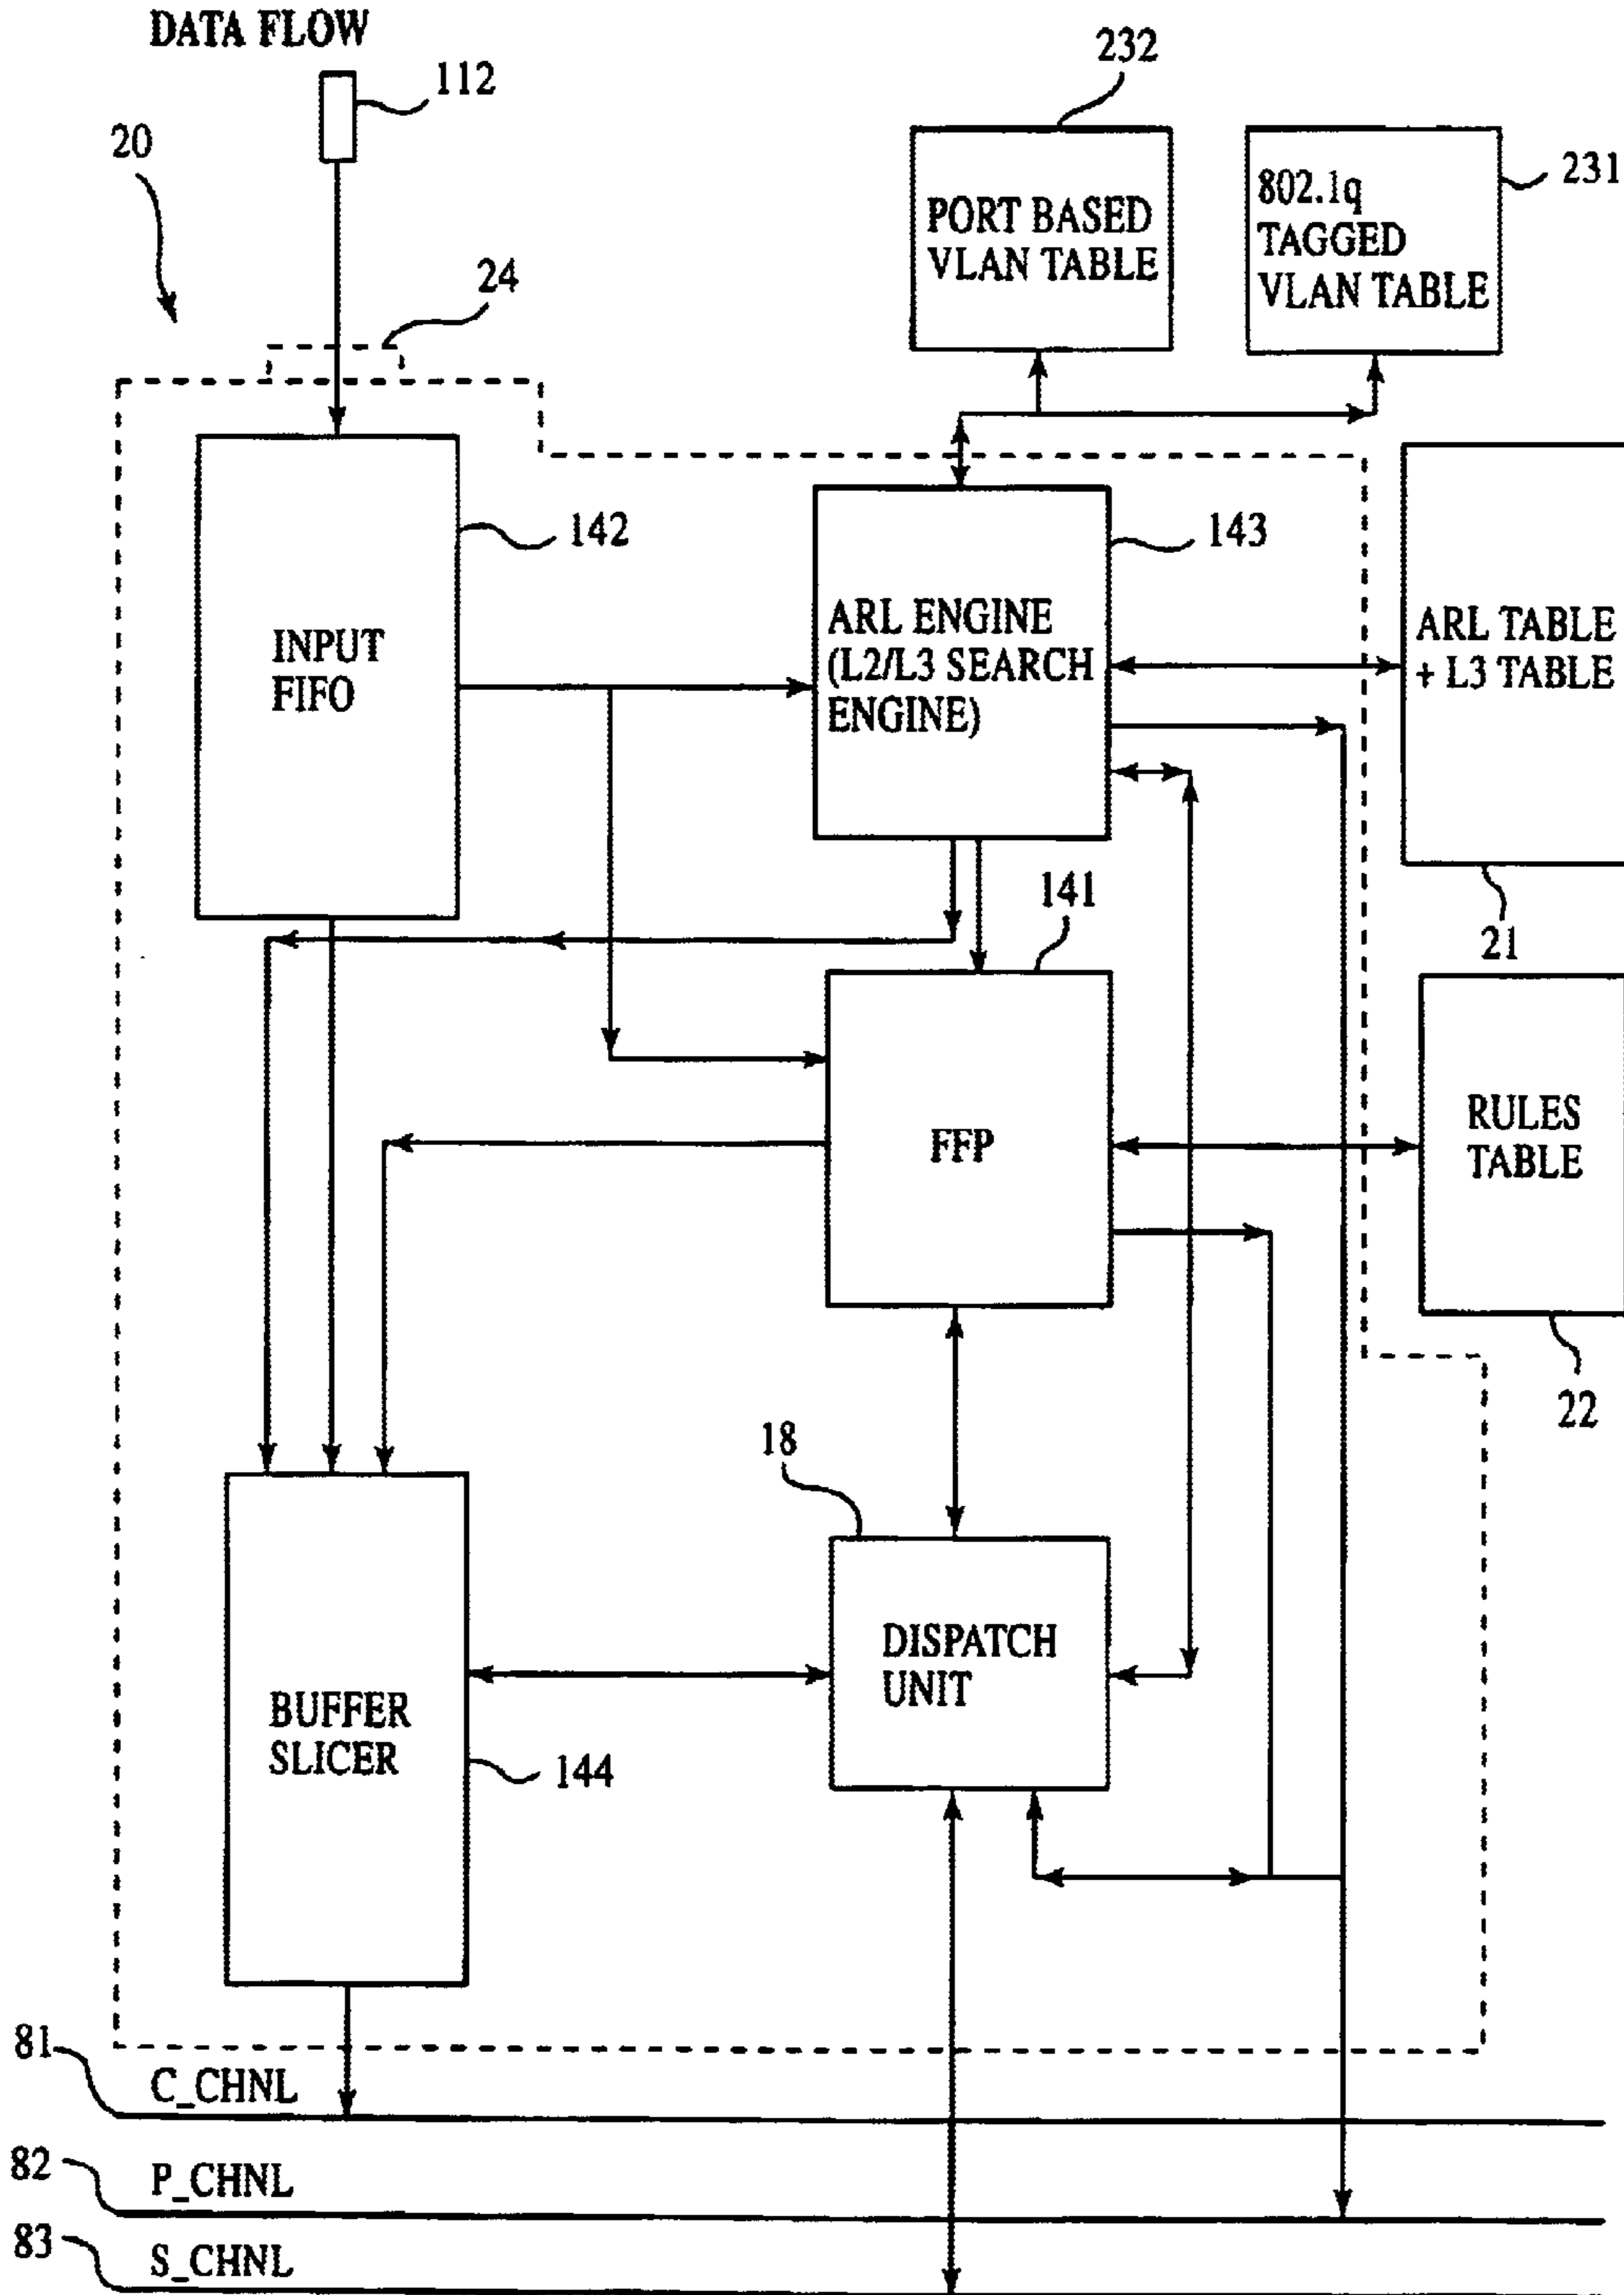 DATA FLOW
112
232
20
231
PORT BASED
VLAN TABLE
802.1q
TAGGED
VLAN TABLE
24
142
143
INPUT
FIFO
ARL ENGINE
(L2/L3 SEARCH
ENGINE)
ARL TABLE
+ L3 TABLE
141
21
FFP
RULES
TABLE
22
18
DISPATCH
UNIT
BUFFER
SLICER
144
81
C_CHNL
82
P_CHNL
83
S_CHNL